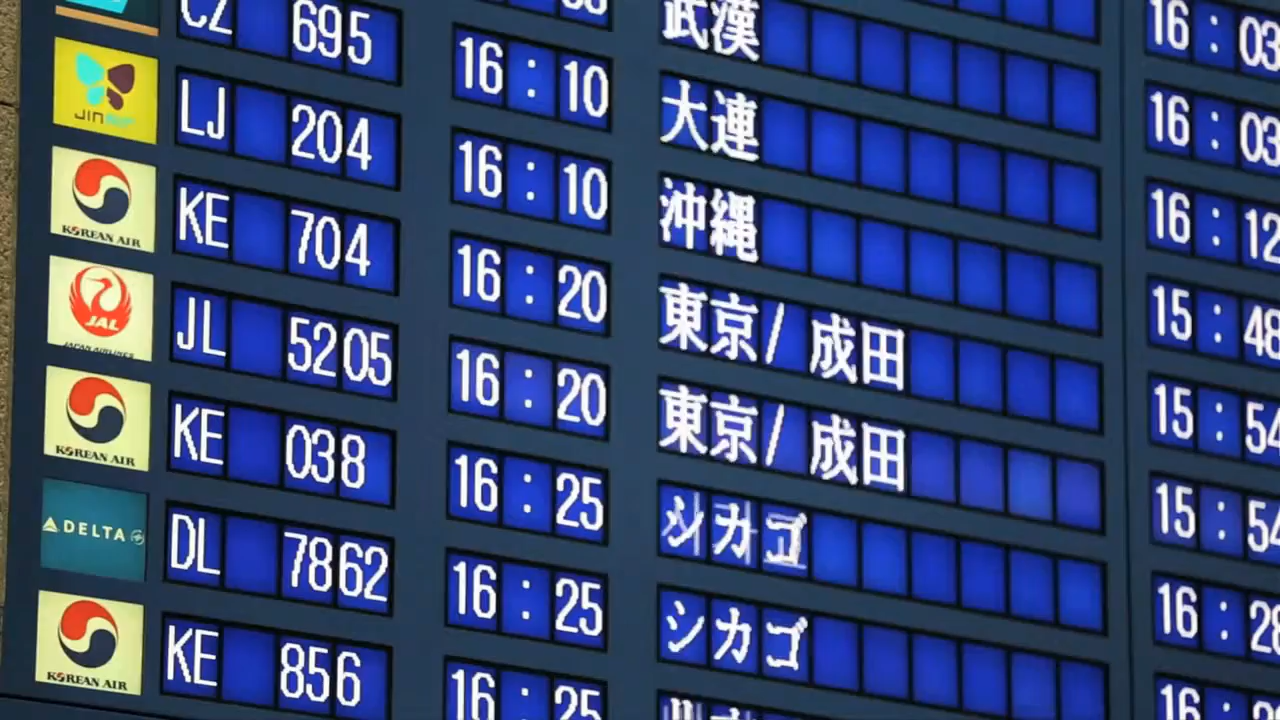 16:03
武漢 16:03
CZ 695 16:10 大連 16:12
JIN AIR LJ 204 16:10 沖縄 15:48
KOREAN AIR KE 704 16:20 東京/成田 15:54
JAL JAPAN AIRLINES JL 5205 16:20 東京/成田 15:54
KOREAN AIR KE 038 16:25 シカゴ 16:28
DELTA DL 7862 16:25 シカゴ 16
KOREAN AIR KE 856 16:25